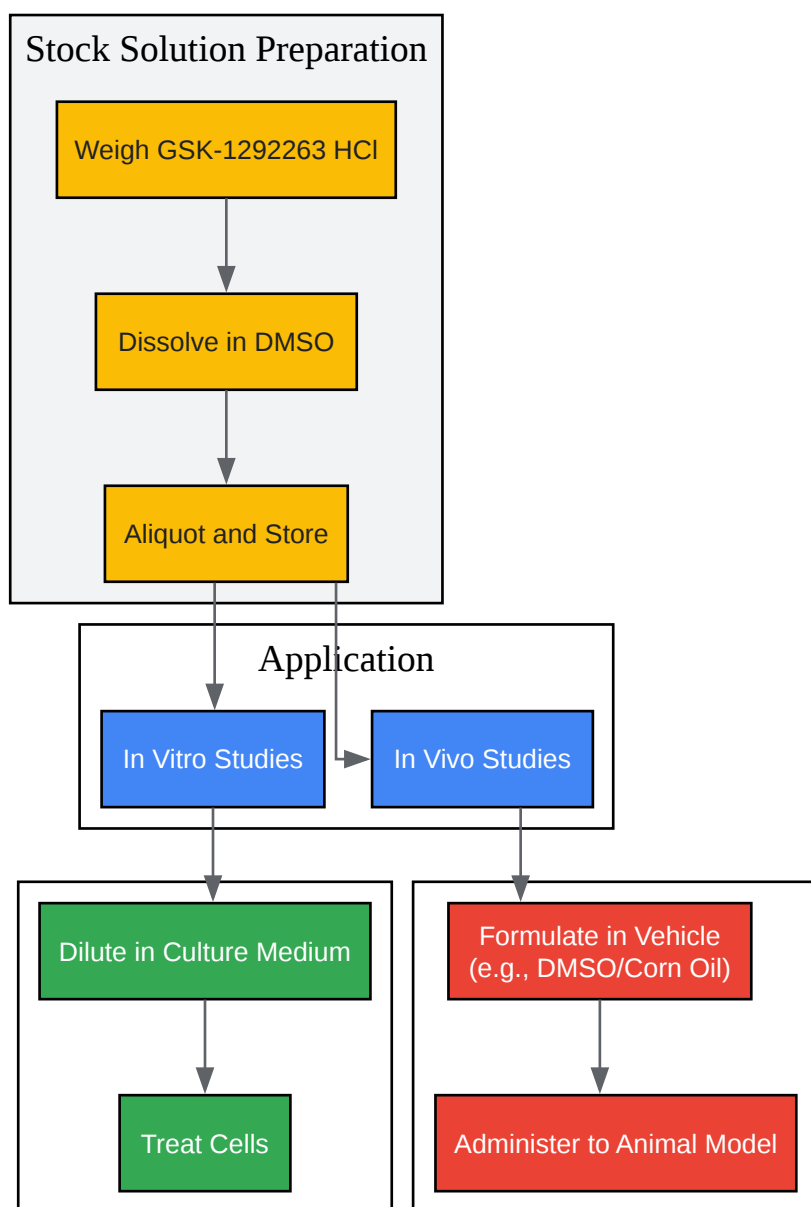 Stock Solution Preparation
Weigh GSK-1292263 HCl
Dissolve in DMSO
Aliquot and Store
Application
In Vitro Studies
In Vivo Studies
Dilute in Culture Medium
Formulate in Vehicle
(e.g., DMSO/Corn Oil)
Treat Cells
Administer to Animal Model